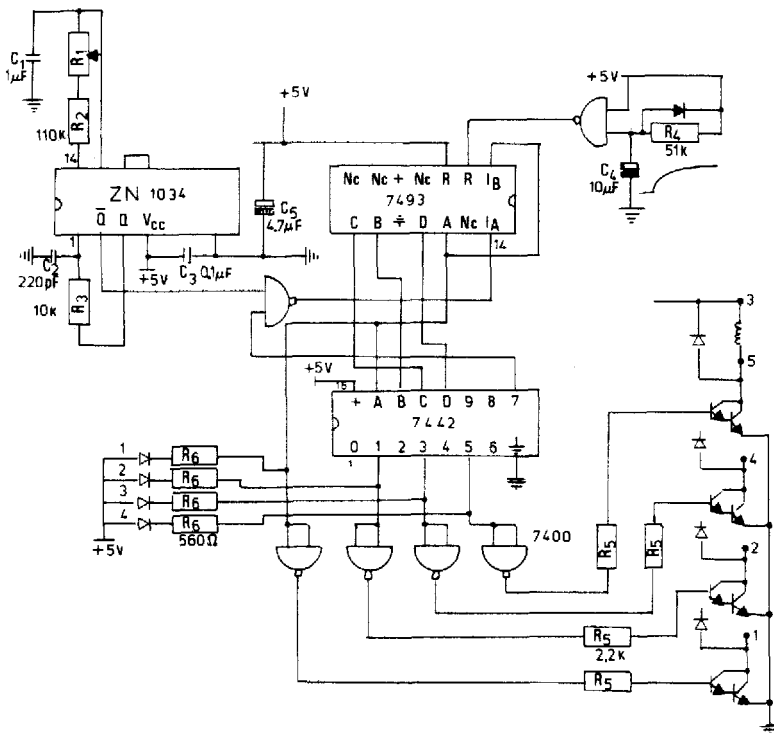 C1
1µF
R1
R2
110K
14
ZN 1034
Q̅ Q VCC
1
C2
220pF
R3
10K
+5V
C3 0,1µF
+5V
C5
4.7µF
NC NC + NC R R IB
7493
C B ÷ D A NC IA
14
+5V
R4
51K
C4
10µF
+5V
16
+ A B C D 9 8 7
7442
0 1 2 3 4 5 6
1
1
2
3
4
R6
R6
R6
R6
560Ω
+5V
7400
R5
R5
R5
2,2K
R5
3
5
4
2
1